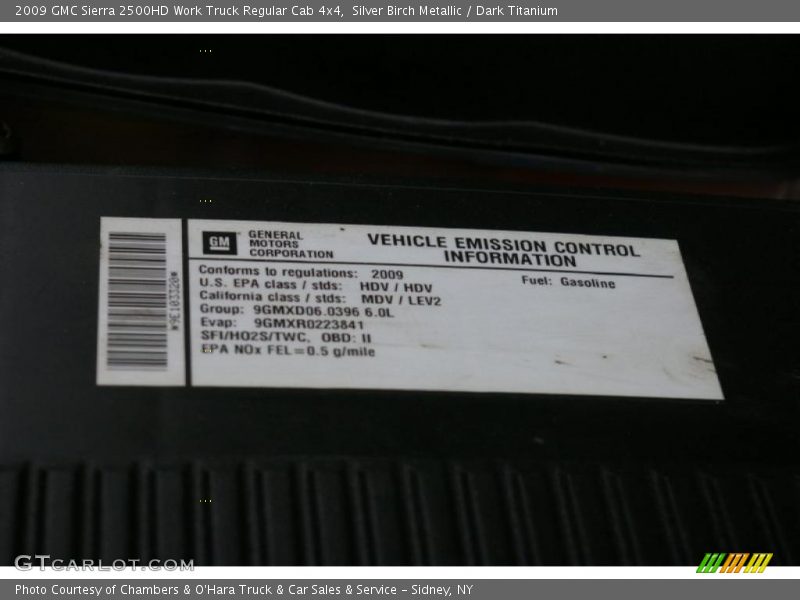 2009 GMC Sierra 2500HD Work Truck Regular Cab 4x4, Silver Birch Metallic / Dark Titanium
GM
GENERAL
MOTORS
CORPORATION
VEHICLE EMISSION CONTROL
INFORMATION
Conforms to regulations: 2009
Fuel: Gasoline
U.S. EPA class / stds: HDV / HDV
California class / stds: MDV / LEV2
Group: 9GMXD06.0396 6.0L
Evap: 9GMXR0223841
SFI/HO2S/TWC, OBD: II
EPA NOx FEL=0.5 g/mile
*9E103320*
GTcarlot.com
Photo Courtesy of Chambers & O'Hara Truck & Car Sales & Service - Sidney, NY